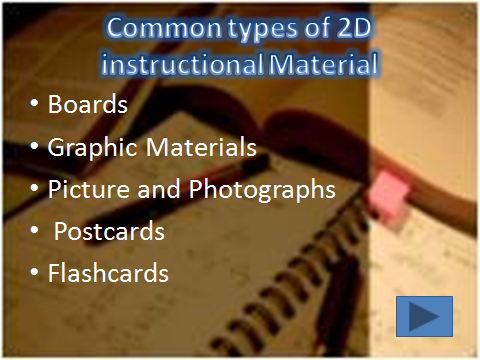 Common types of 2D
instructional Material
• Boards
• Graphic Materials
• Picture and Photographs
• Postcards
• Flashcards